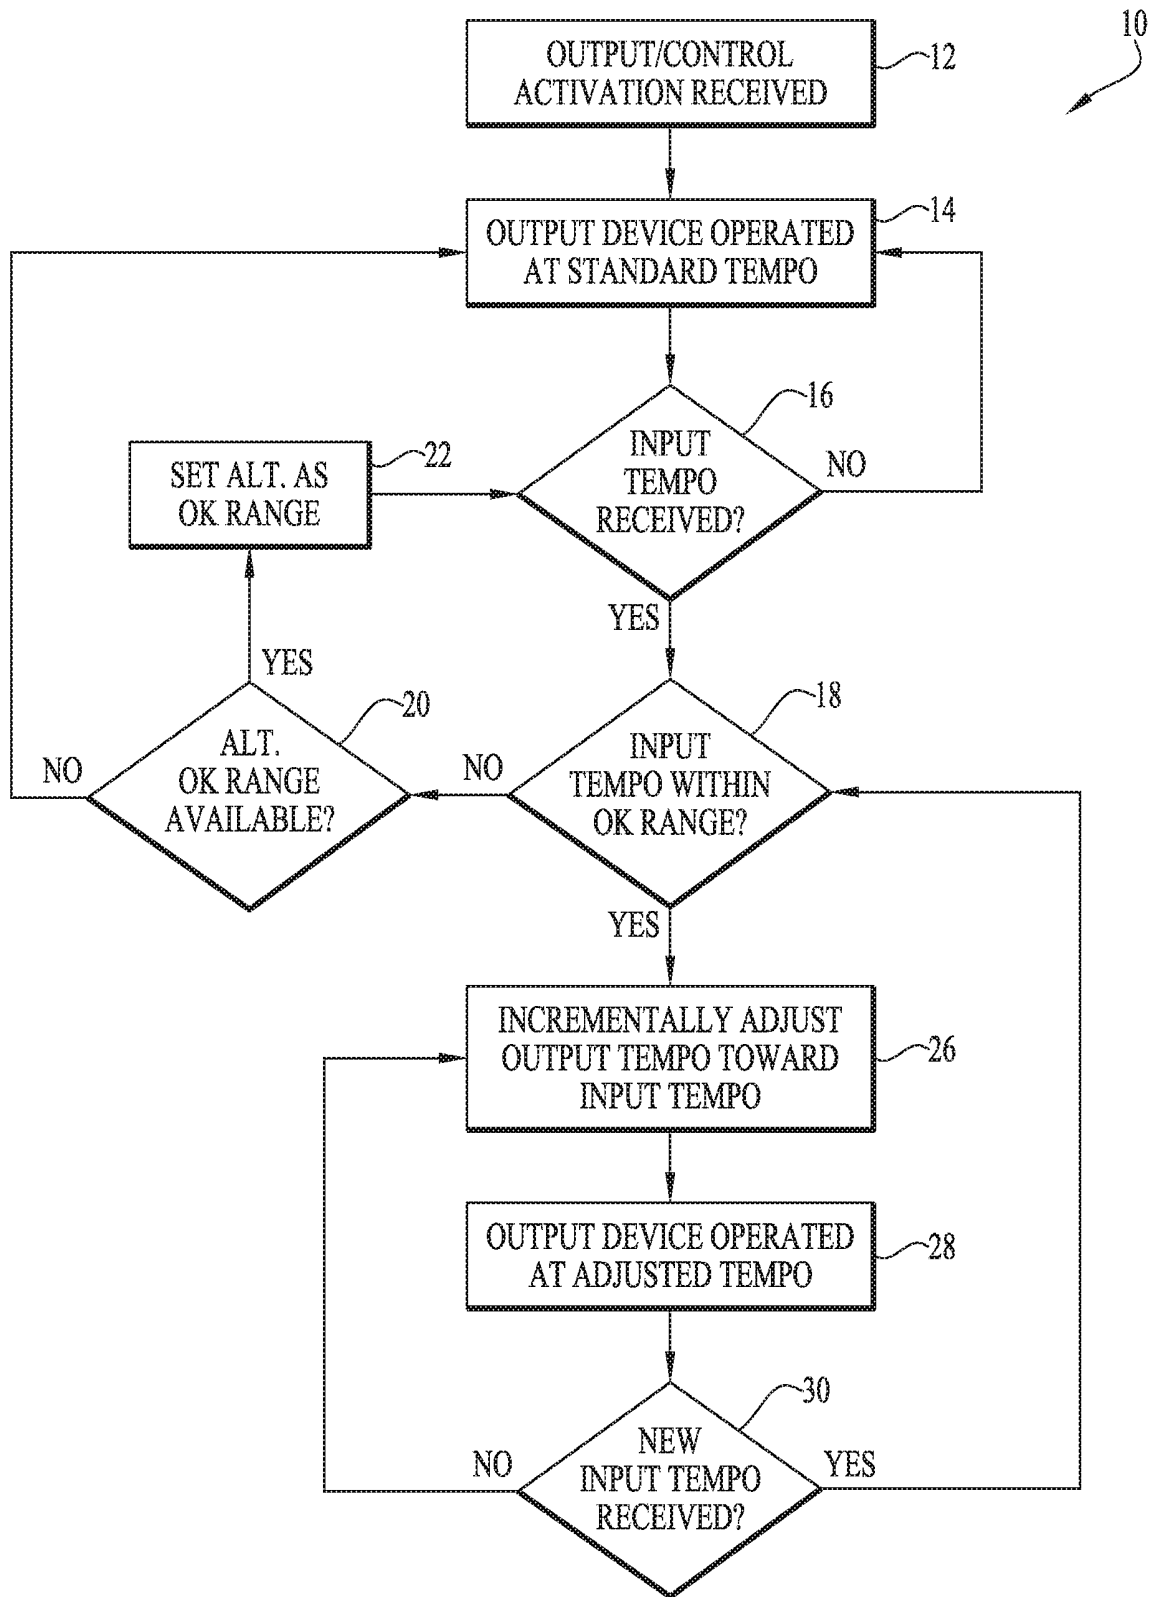 10
OUTPUT/CONTROL
ACTIVATION RECEIVED
12
OUTPUT DEVICE OPERATED
AT STANDARD TEMPO
14
INPUT
TEMPO
RECEIVED?
16
NO
YES
SET ALT. AS
OK RANGE
22
YES
ALT.
OK RANGE
AVAILABLE?
20
NO
NO
INPUT
TEMPO WITHIN
OK RANGE?
18
YES
INCREMENTALLY ADJUST
OUTPUT TEMPO TOWARD
INPUT TEMPO
26
OUTPUT DEVICE OPERATED
AT ADJUSTED TEMPO
28
NEW
INPUT TEMPO
RECEIVED?
30
NO
YES